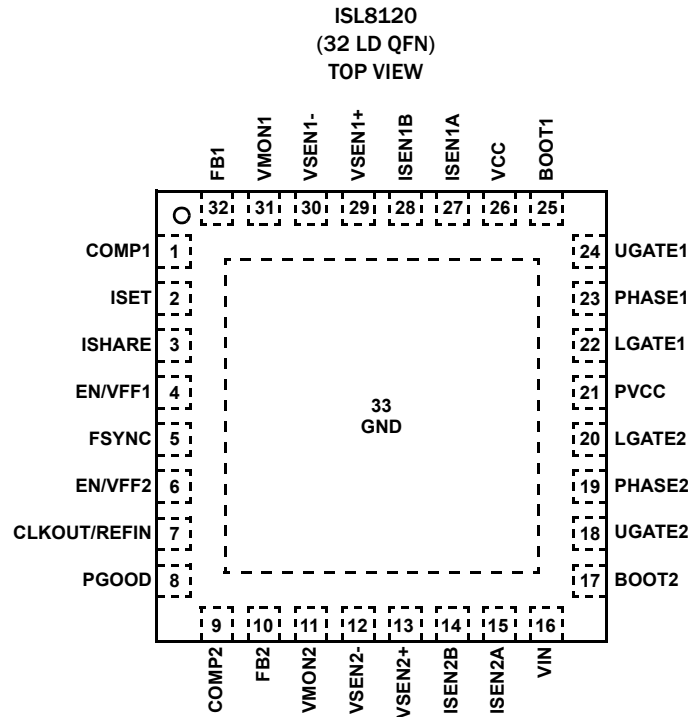 ISL8120
(32 LD QFN)
TOP VIEW
FB1
VMON1
VSEN1-
VSEN1+
ISEN1B
ISEN1A
VCC
BOOT1
32 31 30 29 28 27 26 25
COMP1 1
ISET 2
ISHARE 3
EN/VFF1 4
FSYNC 5
EN/VFF2 6
CLKOUT/REFIN 7
PGOOD 8
33
GND
24 UGATE1
23 PHASE1
22 LGATE1
21 PVCC
20 LGATE2
19 PHASE2
18 UGATE2
17 BOOT2
9 10 11 12 13 14 15 16
COMP2
FB2
VMON2
VSEN2-
VSEN2+
ISEN2B
ISEN2A
VIN